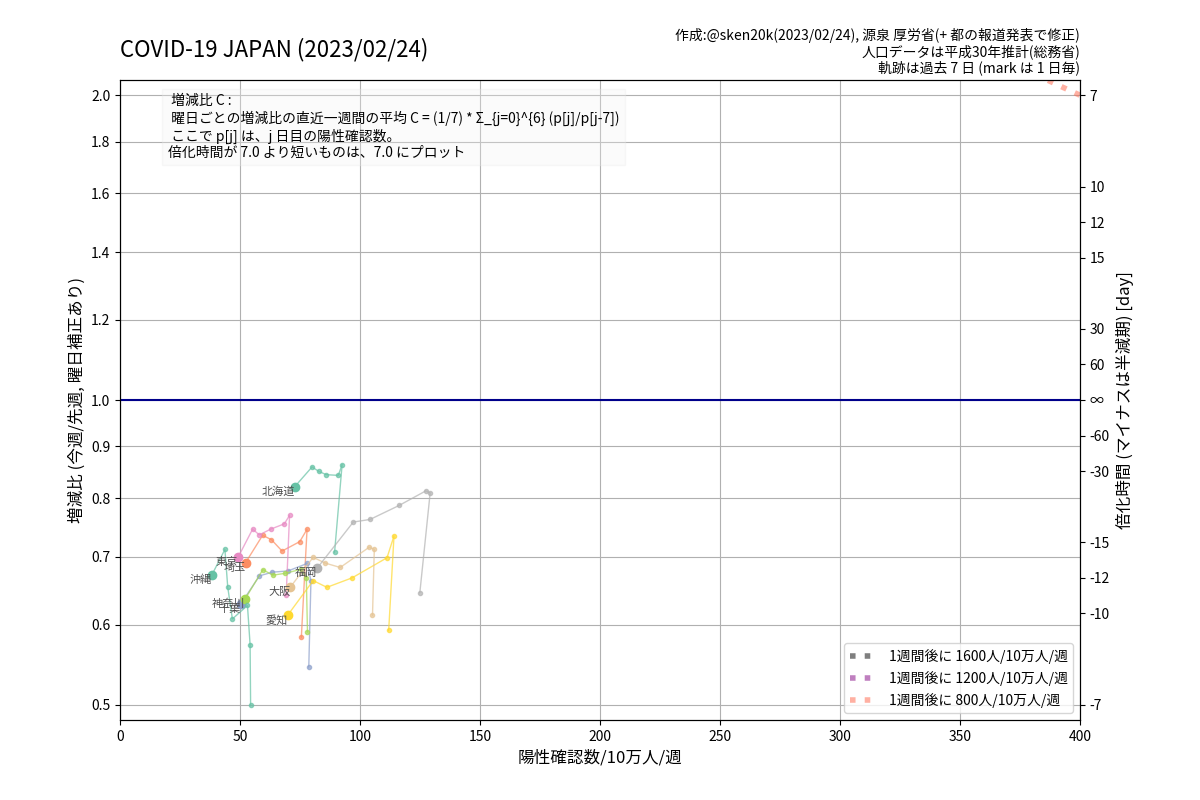 COVID-19 JAPAN (2023/02/24)
作成:@sken20k(2023/02/24), 源泉 厚労省(+ 都の報道発表で修正)
人口データは平成30年推計(総務省)
軌跡は過去 7 日 (mark は 1 日毎)
増減比 C :
曜日ごとの増減比の直近一週間の平均 C = (1/7) * Σ_{j=0}^{6} (p[j]/p[j-7])
ここで p[j] は、j 日目の陽性確認数。
倍化時間が 7.0 より短いものは、7.0 にプロット
増減比 (今週/先週, 曜日補正あり)
2.0
1.8
1.6
1.4
1.2
1.0
0.9
0.8
0.7
0.6
0.5
7
10
12
15
30
60
∞
-60
-30
-15
-12
-10
-7
倍化時間 (マイナスは半減期) [day]
北海道
東京
埼玉
沖縄
福岡
大阪
神奈川
千葉
愛知
1週間後に 1600人/10万人/週
1週間後に 1200人/10万人/週
1週間後に 800人/10万人/週
0 50 100 150 200 250 300 350 400
陽性確認数/10万人/週